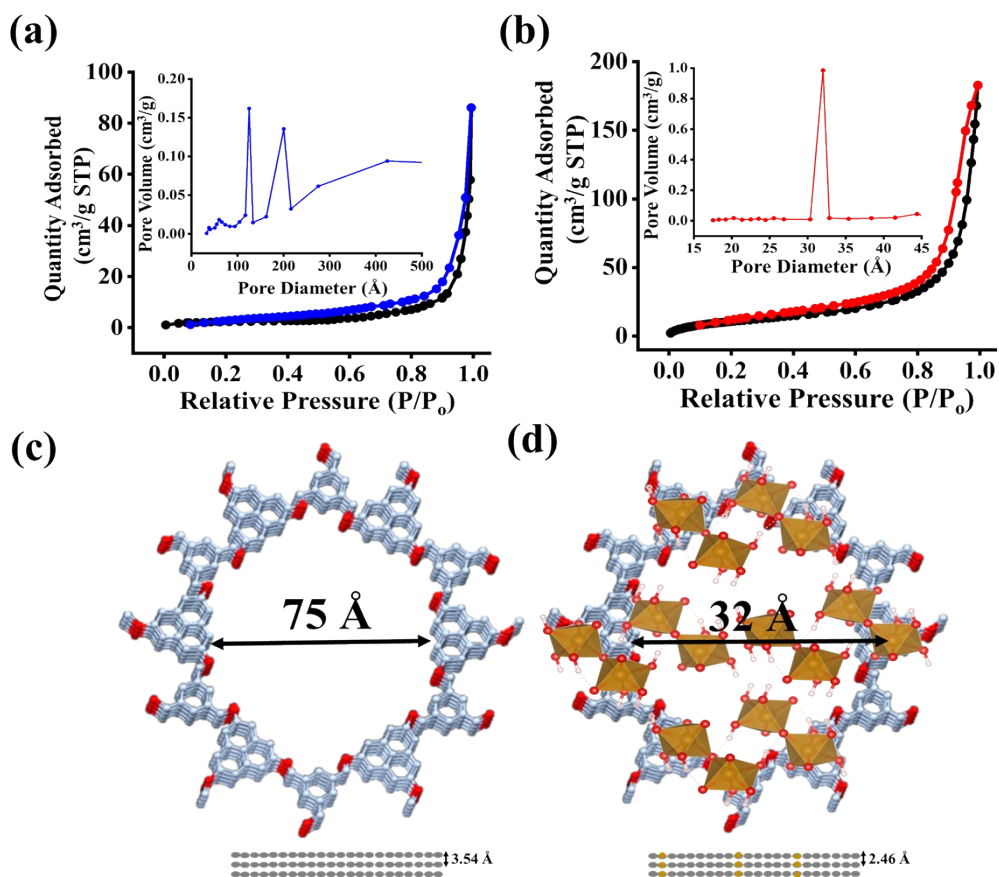 (a)
100
80
60
40
20
0
Quantity Adsorbed
(cm³/g STP)
0.0 0.2 0.4 0.6 0.8 1.0
Relative Pressure (P/Pₒ)
0.20
0.15
0.10
0.05
0.00
Pore Volume (cm³/g)
0 100 200 300 400 500
Pore Diameter (Å)
(b)
200
150
100
50
0
Quantity Adsorbed
(cm³/g STP)
0.0 0.2 0.4 0.6 0.8 1.0
Relative Pressure (P/Pₒ)
1.0
0.8
0.6
0.4
0.2
0.0
Pore Volume (cm³/g)
15 20 25 30 35 40 45
Pore Diameter (Å)
(c)
75 Å
3.54 Å
(d)
32 Å
2.46 Å